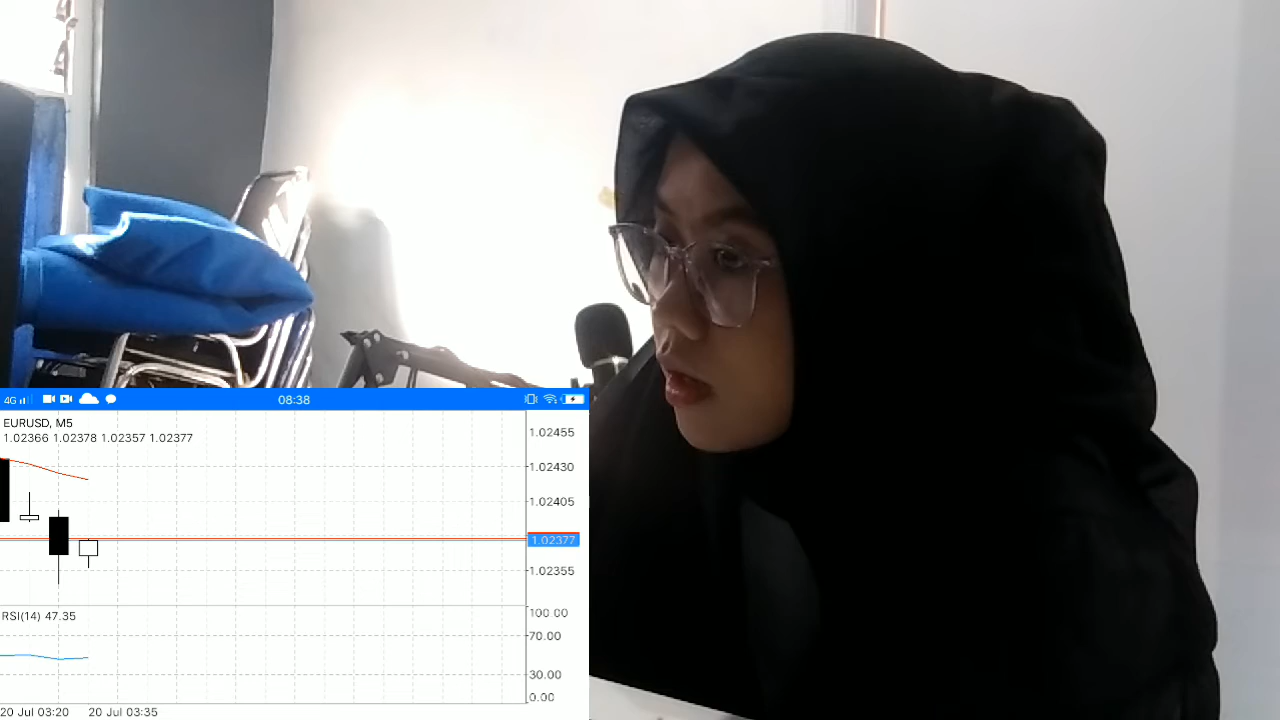 4G 08:38
EURUSD, M5
1.02366 1.02378 1.02357 1.02377
1.02455
1.02430
1.02405
1.02377
1.02355
RSI(14) 47.35
100.00
70.00
30.00
0.00
20 Jul 03:20 20 Jul 03:35